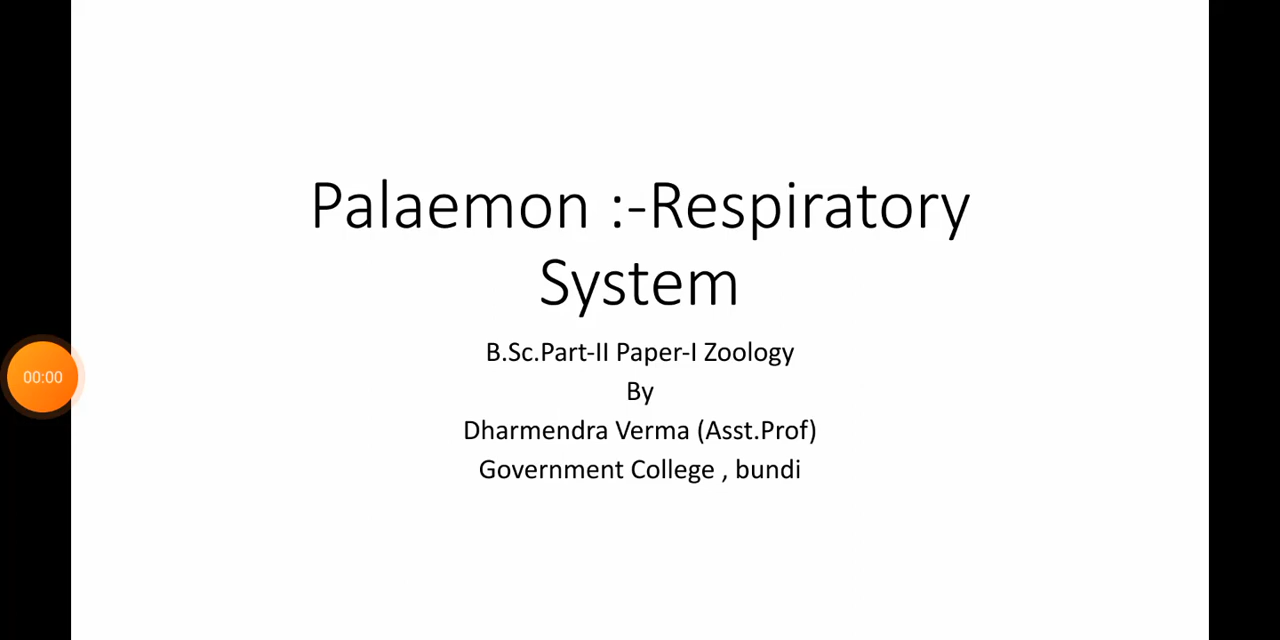 Palaemon :-Respiratory
System
B.Sc.Part-II Paper-I Zoology
By
Dharmendra Verma (Asst.Prof)
Government College , bundi
00:00